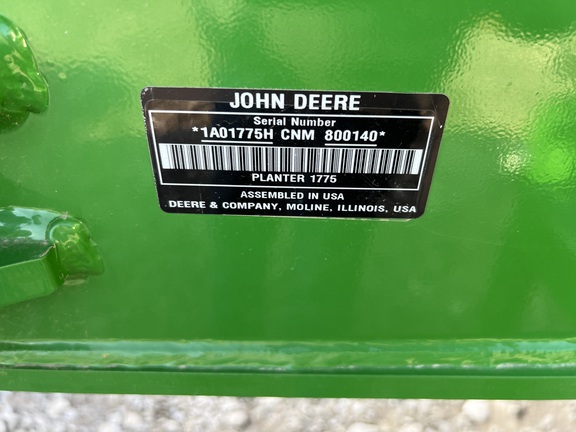 JOHN DEERE
Serial Number
*1A01775H CNM 800140*
PLANTER 1775
ASSEMBLED IN USA
DEERE & COMPANY, MOLINE, ILLINOIS, USA